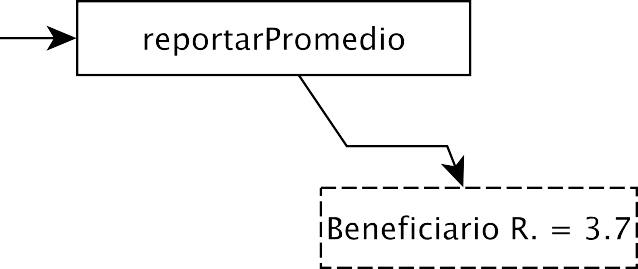 reportarPromedio
Beneficiario R. = 3.7